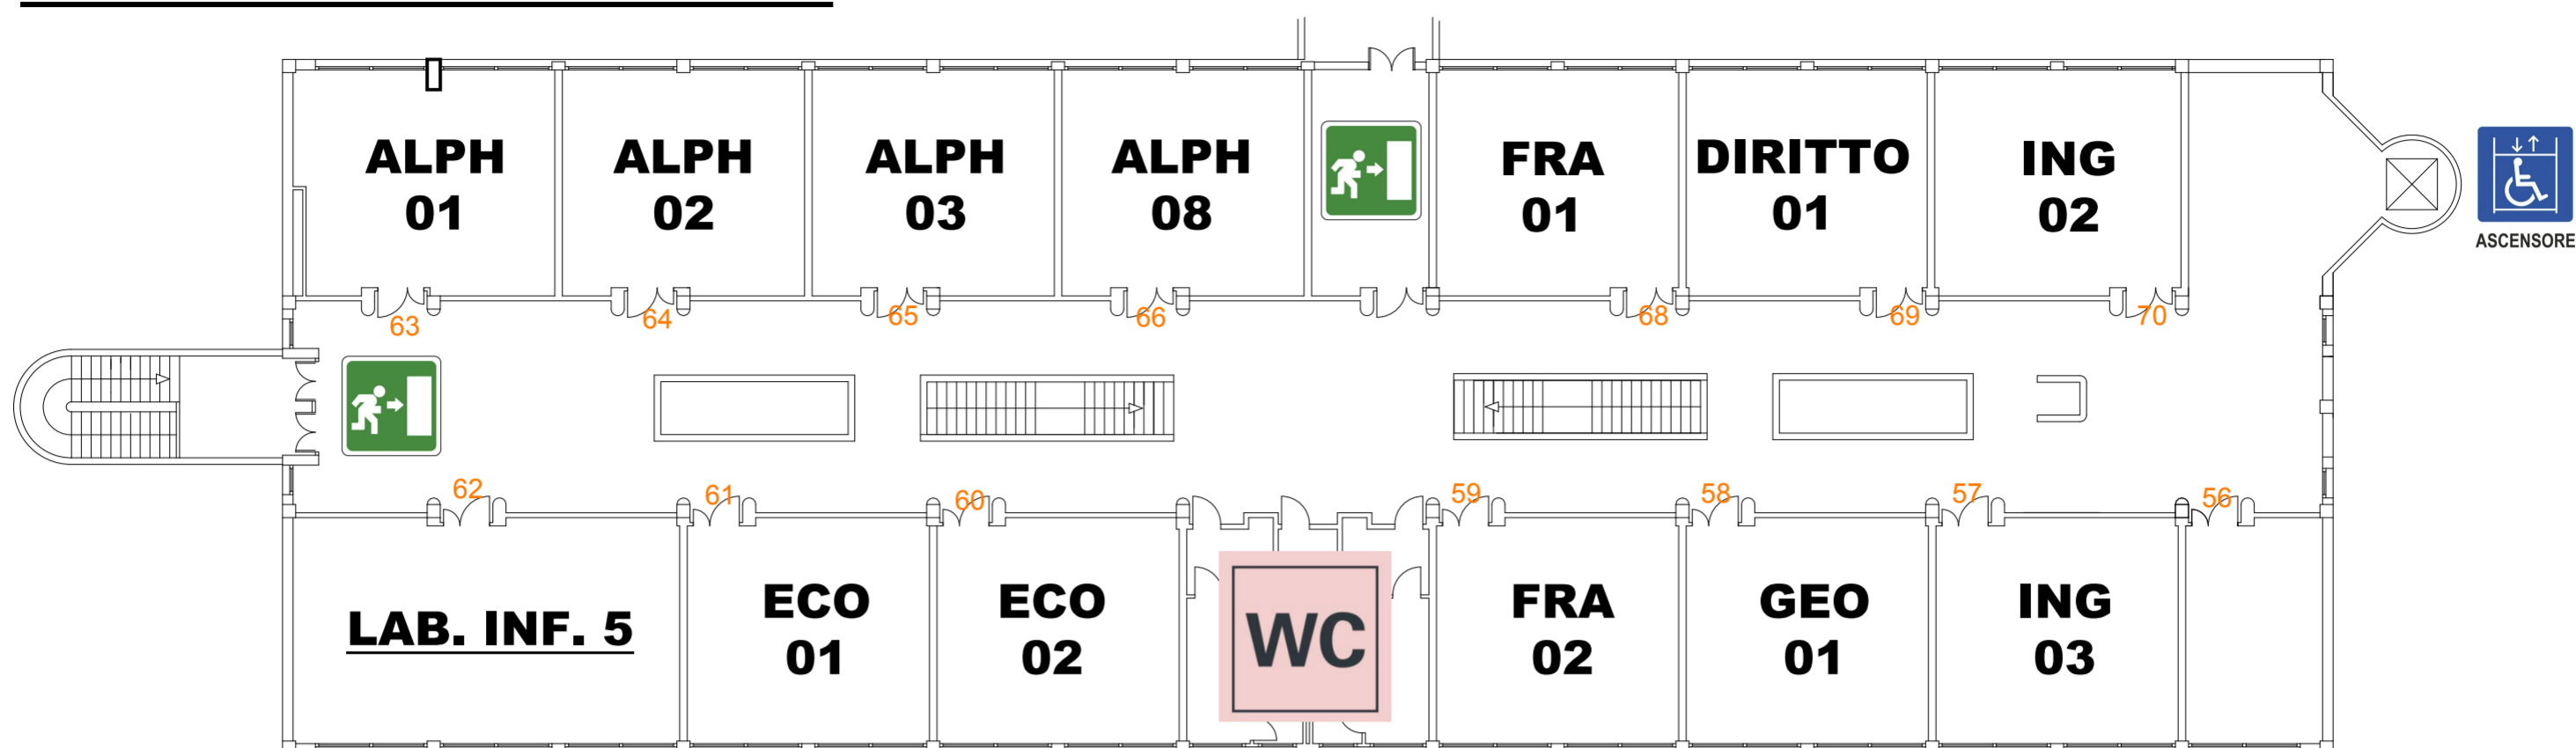 ALPH
01
ALPH
02
ALPH
03
ALPH
08
FRA
01
DIRITTO
01
ING
02
ASCENSORE
63
64
65
66
68
69
70
62
61
60
59
58
57
56
LAB. INF. 5
ECO
01
ECO
02
WC
FRA
02
GEO
01
ING
03